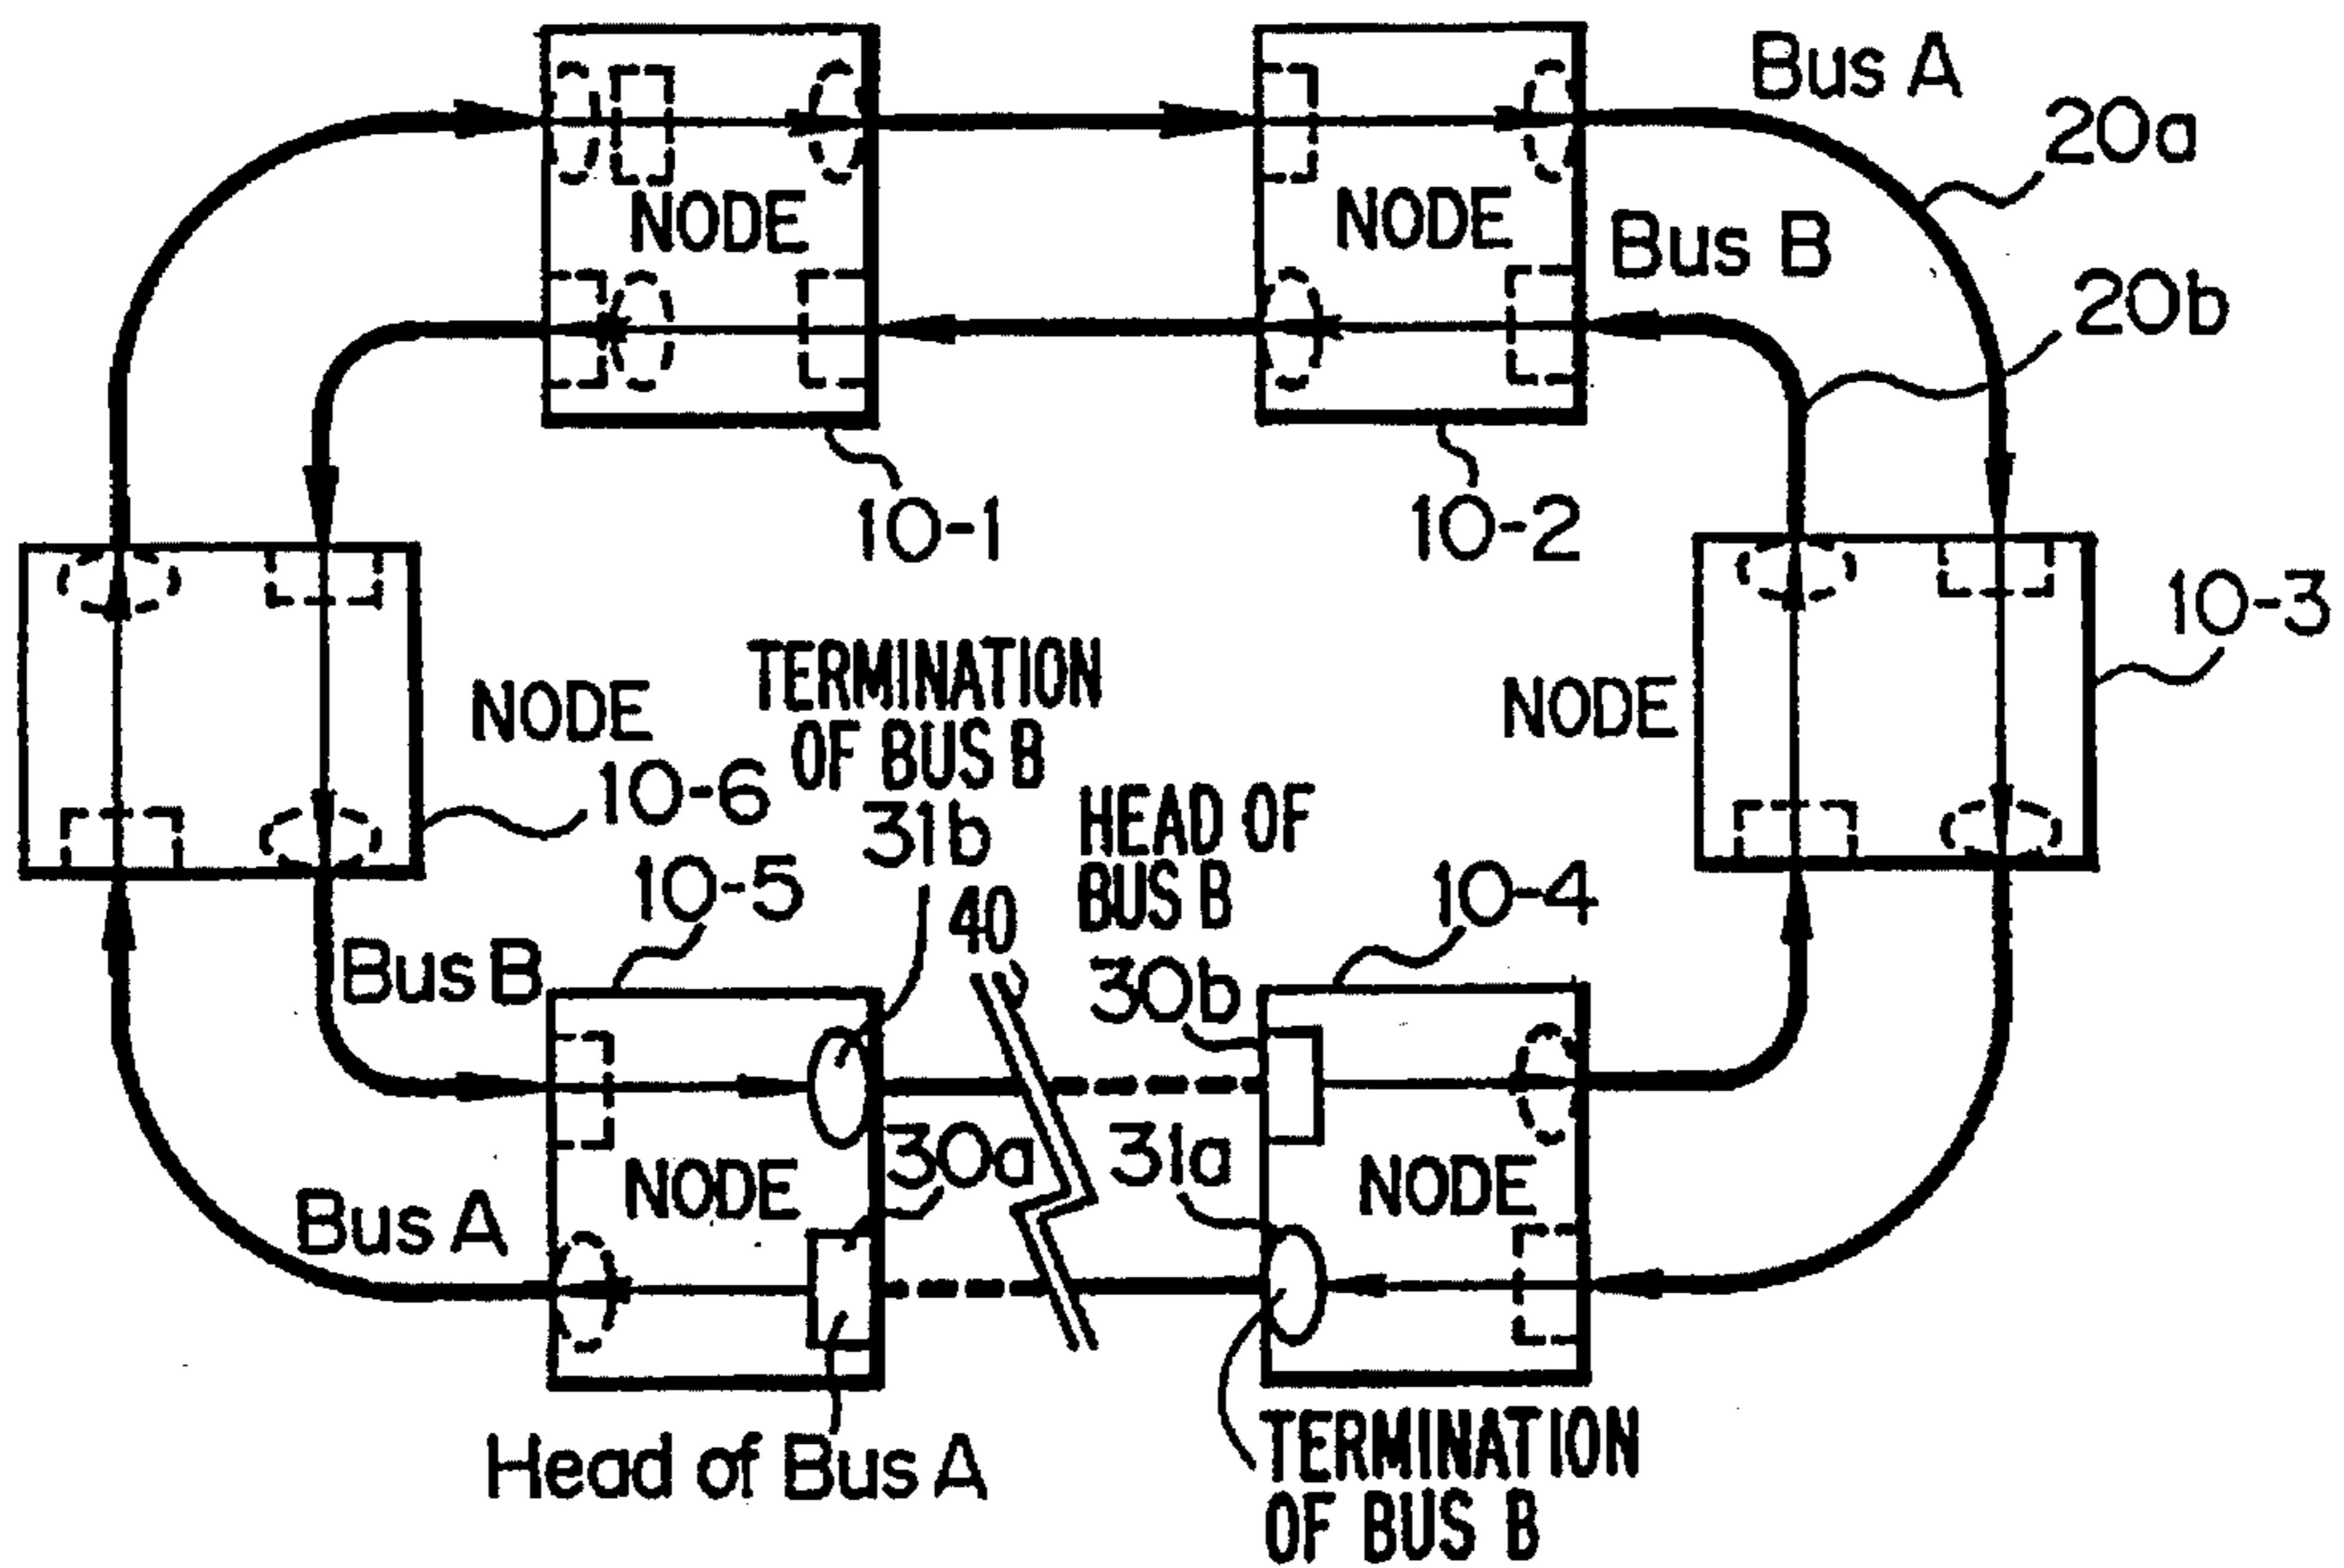 Bus A
20a
NODE
NODE
Bus B
20b
10-1
10-2
10-3
TERMINATION
OF BUS B
31b
NODE
NODE
10-6
HEAD OF
BUS B
30b
10-5
40
10-4
Bus B
30a
31a
NODE
NODE
Bus A
Head of Bus A
TERMINATION
OF BUS B